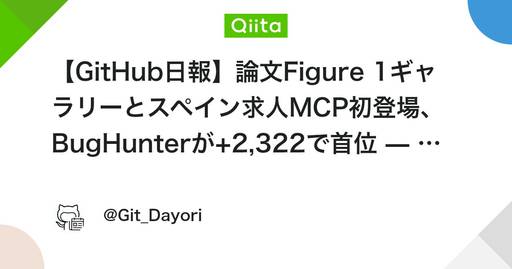 Qiita
【GitHub日報】論文Figure 1ギャ
ラリーとスペイン求人MCP初登場、
BugHunterが+2,322で首位 — …
@Git_Dayori